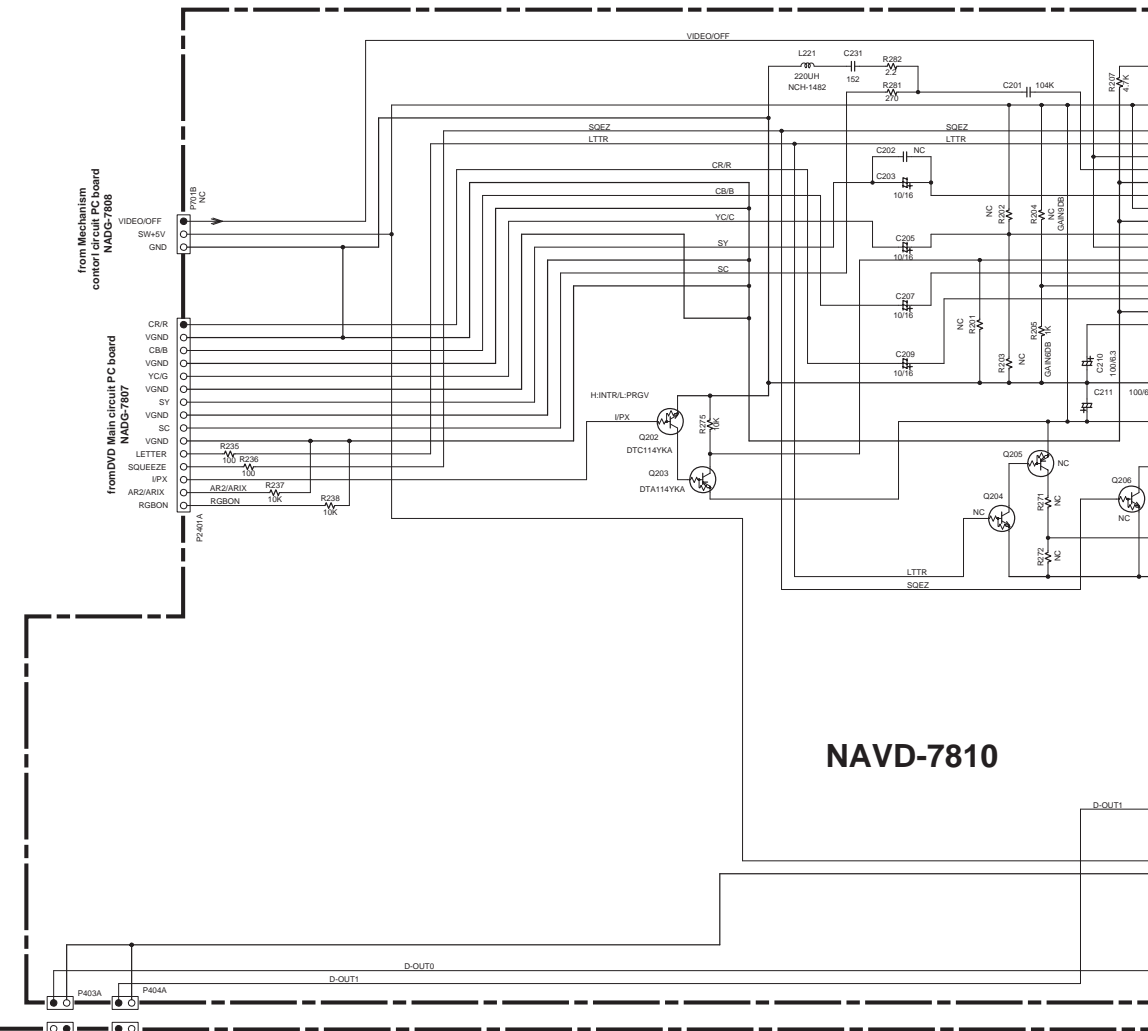 VIDEO/OFF
L221
220UH
NCH-1482
C231
152
R282
2.2
R281
270
C201
104K
R207
4.7K
SQEZ
SQEZ
LTTR
LTTR
C202
NC
C203
10/16
CR/R
CB/B
YC/C
SY
SC
C205
10/16
C207
10/16
C209
10/16
NC
R202
R204
NC
GAIN9DB
NC
R201
R203
NC
R205
1K
GAIN6DB
C210
100/6.3
C211
100/6
from Mechanism
contorl circuit PC board
NADG-7808
P701B
NC
VIDEO/OFF
SW+5V
GND
fromDVD Main circuit PC board
NADG-7807
CR/R
VGND
CB/B
VGND
YC/G
VGND
SY
VGND
SC
VGND
LETTER
SQUEEZE
I/PX
AR2/ARIX
RGBON
P2401A
R235
100
R236
100
AR2/ARIX
R237
10K
RGBON
R238
10K
H:INTR/L:PRGV
I/PX
Q202
DTC114YKA
R275
10K
Q203
DTA114YKA
Q205
NC
Q204
NC
R271
NC
R272
NC
Q206
NC
LTTR
SQEZ
NAVD-7810
D-OUT1
D-OUT0
D-OUT1
P403A
P404A